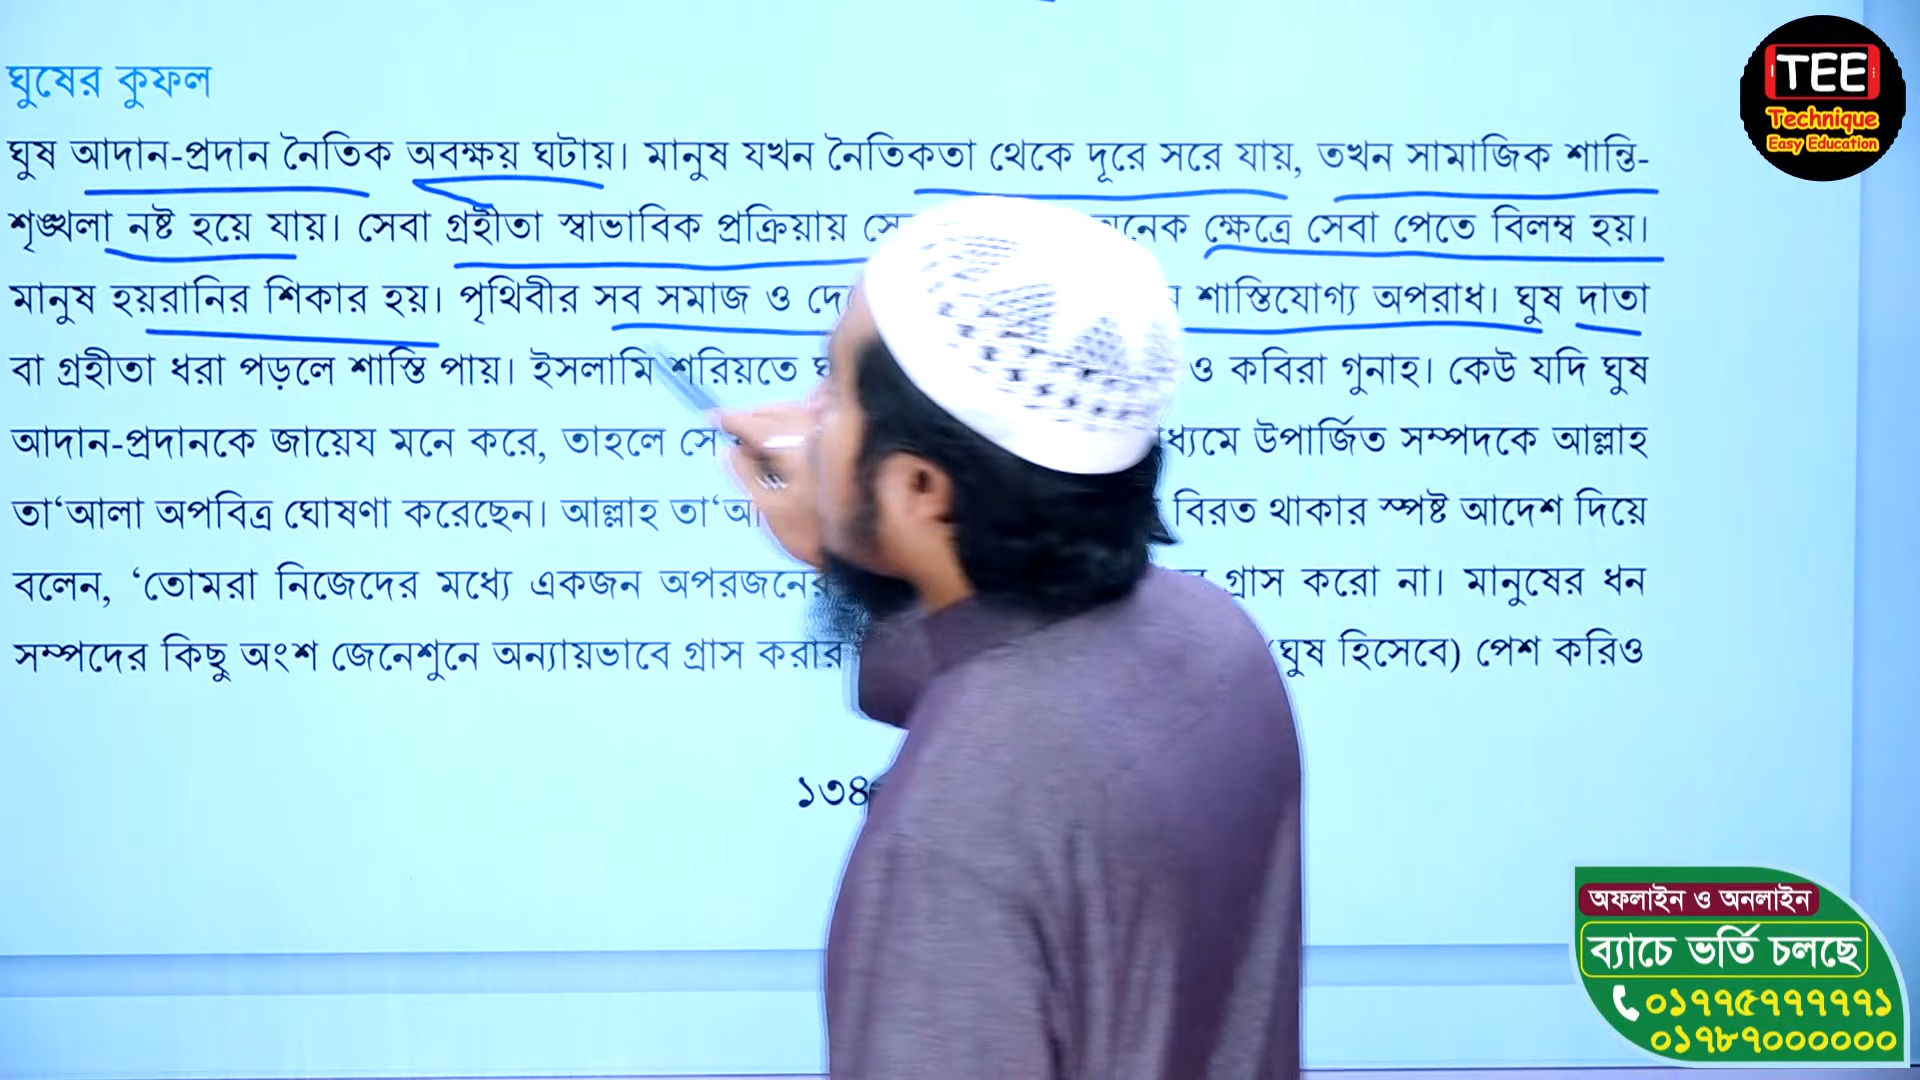 ঘুষের কুফল
ঘুষ আদান-প্রদান নৈতিক অবক্ষয় ঘটায়। মানুষ যখন নৈতিকতা থেকে দূরে সরে যায়, তখন সামাজিক শান্তি-
শৃঙ্খলা নষ্ট হয়ে যায়। সেবা গ্রহীতা স্বাভাবিক প্রক্রিয়ায় ক্ষেত্রে সেবা পেতে বিলম্ব হয়।
মানুষ হয়রানির শিকার হয়। পৃথিবীর সব সমাজ ও শাস্তিযোগ্য অপরাধ। ঘুষ দাতা
বা গ্রহীতা ধরা পড়লে শাস্তি পায়। ইসলামি শরিয়তে ও কবিরা গুনাহ। কেউ যদি ঘুষ
আদান-প্রদানকে জায়েয মনে করে, তাহলে সে উপার্জিত সম্পদকে আল্লাহ
তা‘আলা অপবিত্র ঘোষণা করেছেন। আল্লাহ বিরত থাকার স্পষ্ট আদেশ দিয়ে
বলেন, ‘তোমরা নিজেদের মধ্যে একজন অপরজনের গ্রাস করো না। মানুষের ধন
সম্পদের কিছু অংশ জেনেশুনে অন্যায়ভাবে গ্রাস করার (ঘুষ হিসেবে) পেশ করিও
১৩৪
TEE
Technique
Easy Education
অফলাইন ও অনলাইন
ব্যাচে ভর্তি চলছে
০১৭৭৫৭৭৭৭৭১
০১৭৮৭০০০০০০